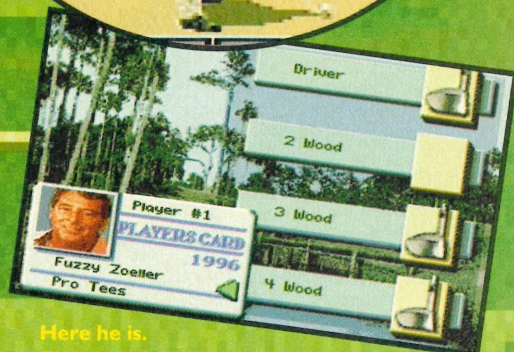 Driver
2 Wood
3 Wood
4 Wood
Player #1
PLAYERS CARD
1996
Fuzzy Zoeller
Pro Tees
Here he is.